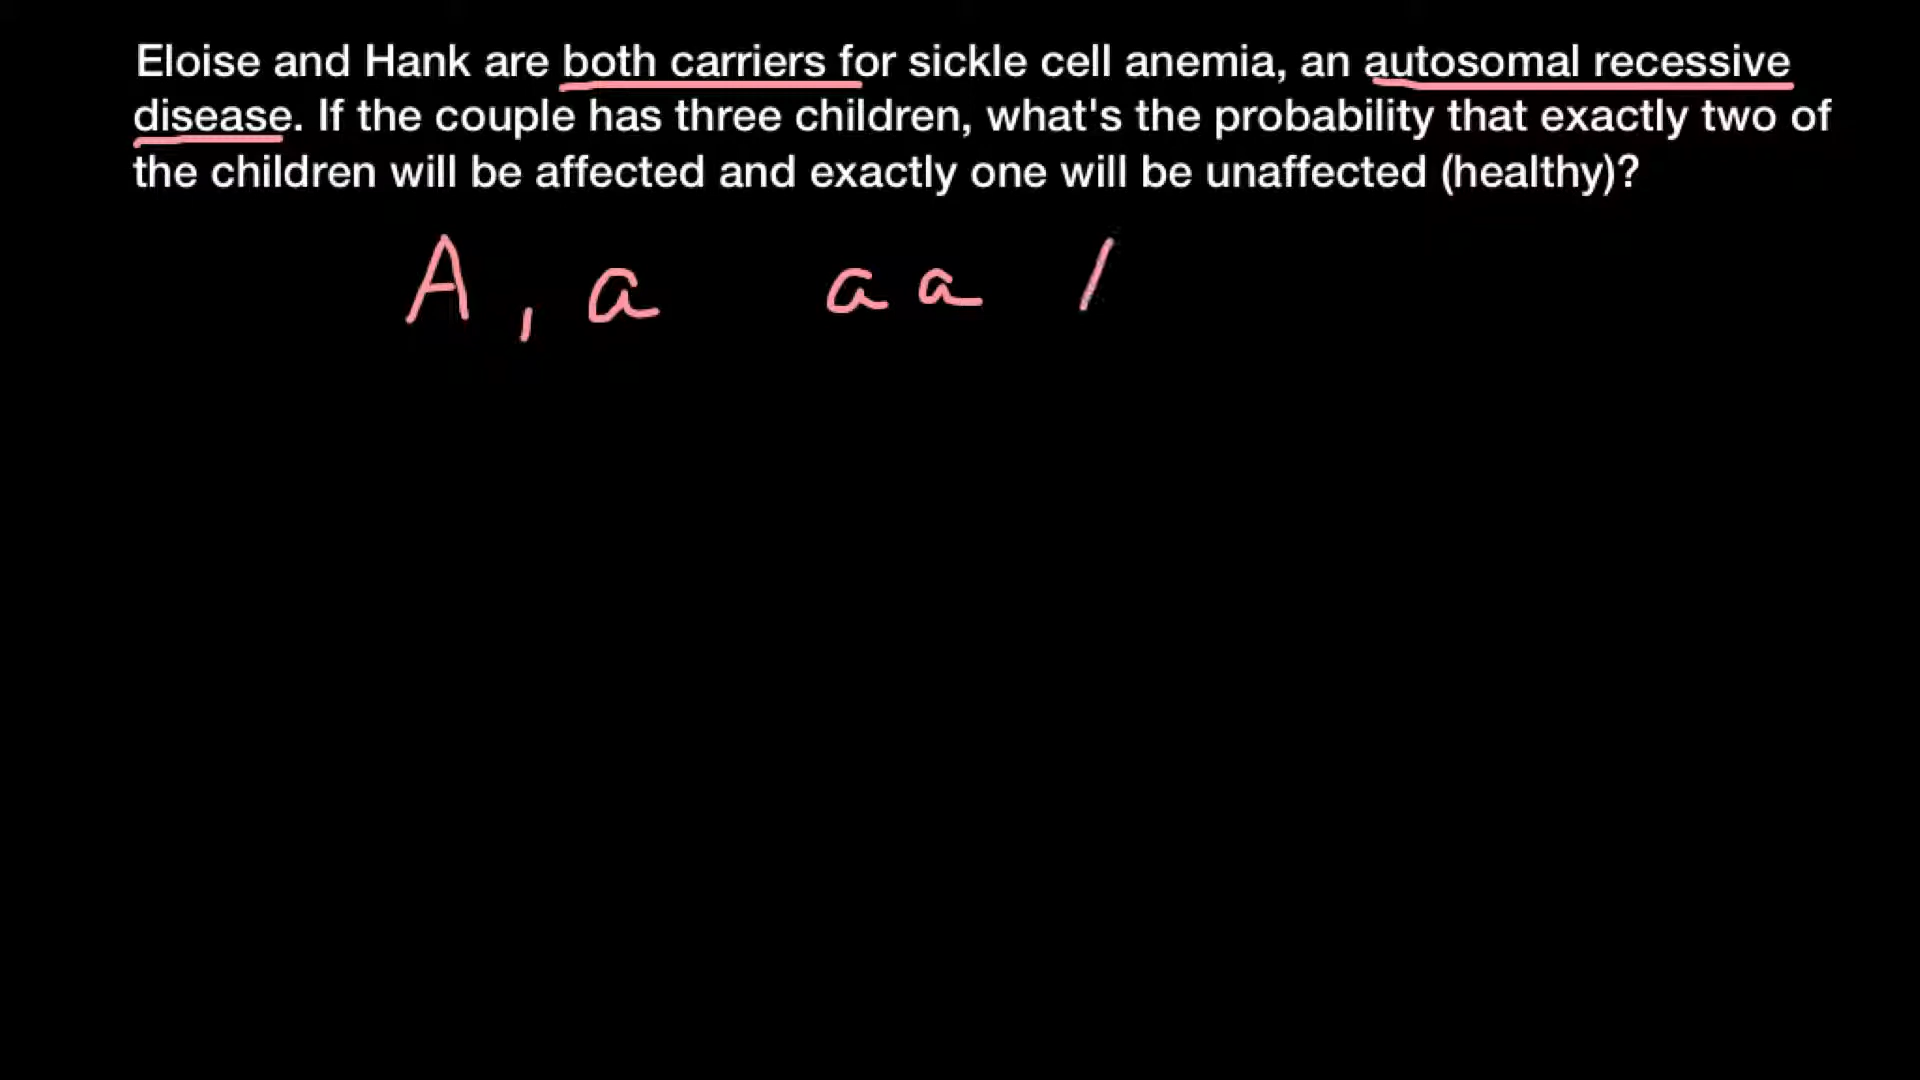 Eloise and Hank are both carriers for sickle cell anemia, an autosomal recessive
disease. If the couple has three children, what's the probability that exactly two of
the children will be affected and exactly one will be unaffected (healthy)?
A, a aa /